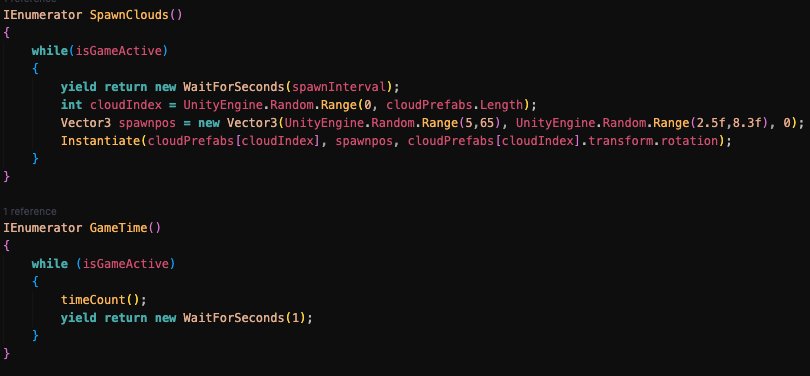 1 reference
IEnumerator SpawnClouds()
{
    while(isGameActive)
    {
        yield return new WaitForSeconds(spawnInterval);
        int cloudIndex = UnityEngine.Random.Range(0, cloudPrefabs.Length);
        Vector3 spawnpos = new Vector3(UnityEngine.Random.Range(5,65), UnityEngine.Random.Range(2.5f,8.3f), 0);
        Instantiate(cloudPrefabs[cloudIndex], spawnpos, cloudPrefabs[cloudIndex].transform.rotation);
    }
}
1 reference
IEnumerator GameTime()
{
    while (isGameActive)
    {
        timeCount();
        yield return new WaitForSeconds(1);
    }
}